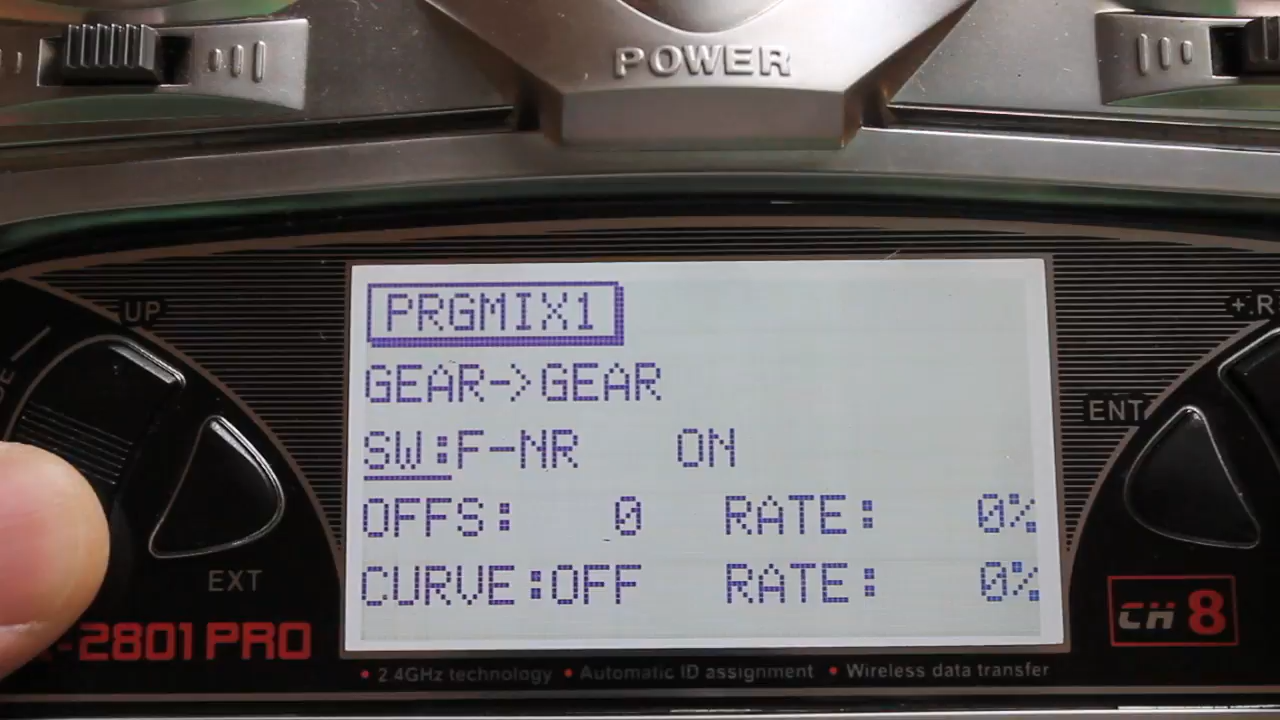 POWER
UP
+.R
PRGMIX1
GEAR->GEAR
SW:F-NR ON
ENT
OFFS: 0 RATE: 0%
CURVE:OFF RATE: 0%
EXT
CH 8
-2801 PRO
• 2.4GHz technology • Automatic ID assignment • Wireless data transfer